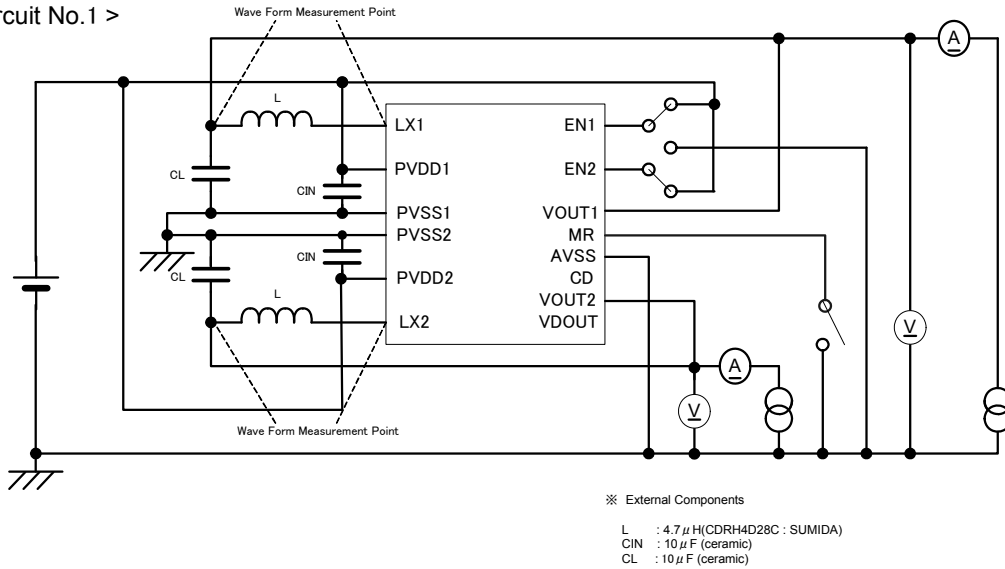 rcuit No.1 >
Wave Form Measurement Point
A
L
LX1
EN1
CL
PVDD1
EN2
CIN
PVSS1
VOUT1
PVSS2
MR
CIN
AVSS
CL
PVDD2
CD
L
VOUT2
LX2
VDOUT
V
A
V
Wave Form Measurement Point
※ External Components
L : 4.7μH(CDRH4D28C : SUMIDA)
CIN : 10μF (ceramic)
CL : 10μF (ceramic)